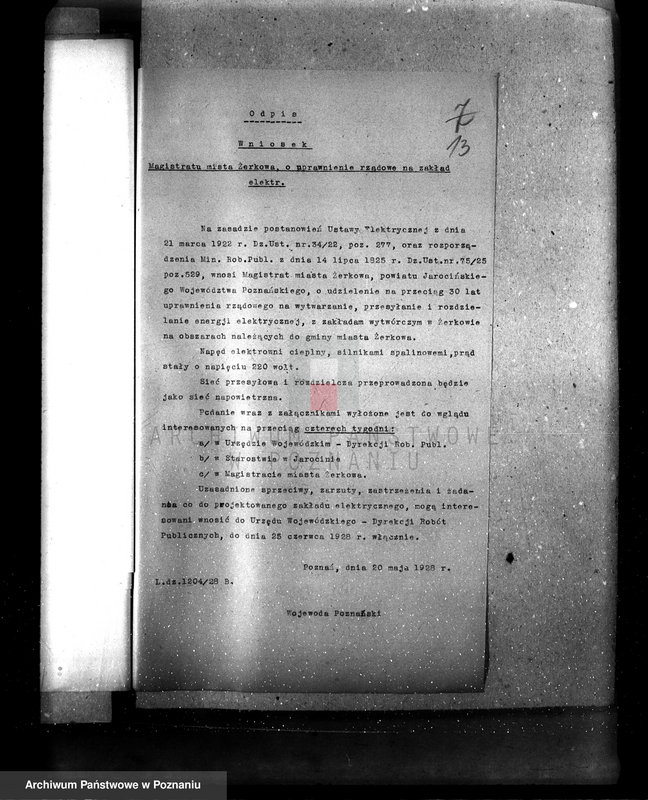 Odpis
7
13
Wniosek
Magistratu mista Żerkowa, o uprawnienie rządowe na zakład
elektr.
Na zasadzie postanowień Ustawy Elektrycznej z dnia
21 marca 1922 r. Dz.Ust. nr.34/22, poz. 277, oraz rozporzą-
dzenia Min. Rob.Publ. z dnia 14 lipca 1825 r. Dz.Ust.nr.75/25
poz.529, wnosi Magistrat miasta Żerkowa, powiatu Jarocińskie-
go Województwa Poznańskiego, o udzielenie na przeciąg 30 lat
uprawnienia rządowego na wytwarzanie, przesyłanie i rozdzie-
lanie energji elektrycznej, z zakładam wytwórczym w Żerkowie
na obszarach należących do gminy miasta Żerkowa.
Napęd elektrowni cieplny, silnikami spalinowemi,prąd
stały o napięciu 220 wolt.
Sieć przesyłowa i rozdzielcza przeprowadzona będzie
jako sieć napowietrzna.
Podanie wraz z załącznikami wyłożone jest do wglądu
interesowanych na przeciąg czterech tygodni:
a/ w Urzędzie Wojewódzkim - Dyrekcji Rob. Publ.
b/ w Starostwie w Jarocinie
c/ w Magistracie miasta Żerkowa.
Uzasadnione sprzeciwy, zarzuty, zastrzeżenia i żąda-
nia co do projektowanego zakładu elektrycznego, mogą intere-
sowani wnosić do Urzędu Wojewódzkiego - Dyrekcji Robót
Publicznych, do dnia 25 czerwca 1928 r. włącznie.
Poznań, dnia 20 maja 1928 r.
L.dz.1204/28 B.
Wojewoda Poznański
ARCHIWUM PAŃSTWOWE
W POZNANIU
Archiwum Państwowe w Poznaniu